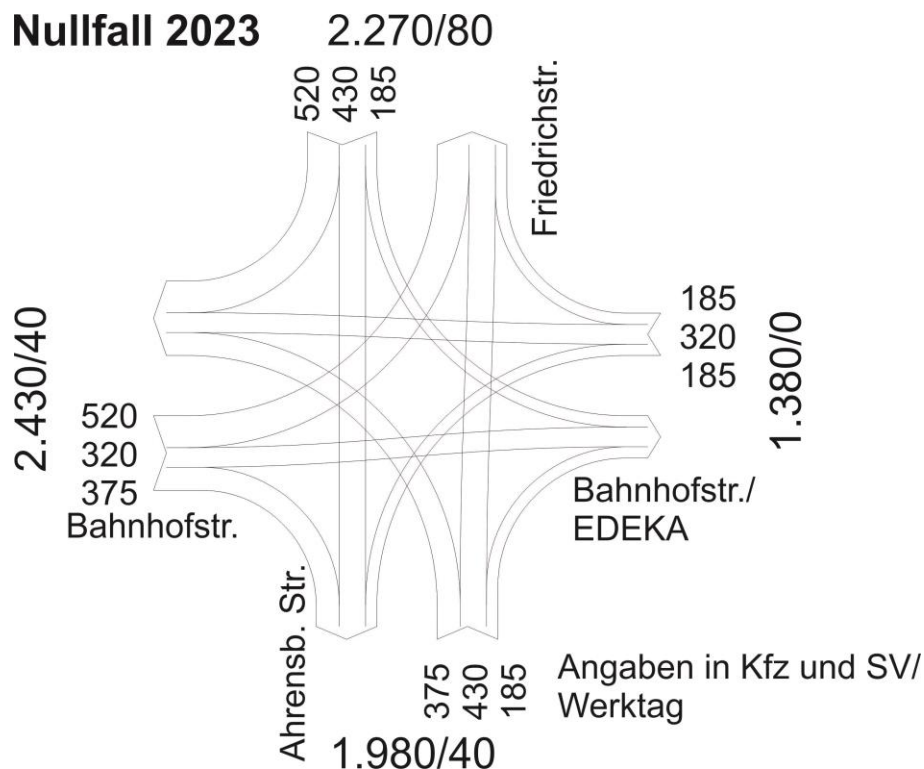 Nullfall 2023
2.270/80
520
430
185
Friedrichstr.
2.430/40
185
320
185
1.380/0
520
320
375
Bahnhofstr.
Bahnhofstr./
EDEKA
Ahrensb. Str.
375
430
185
Angaben in Kfz und SV/
Werktag
1.980/40